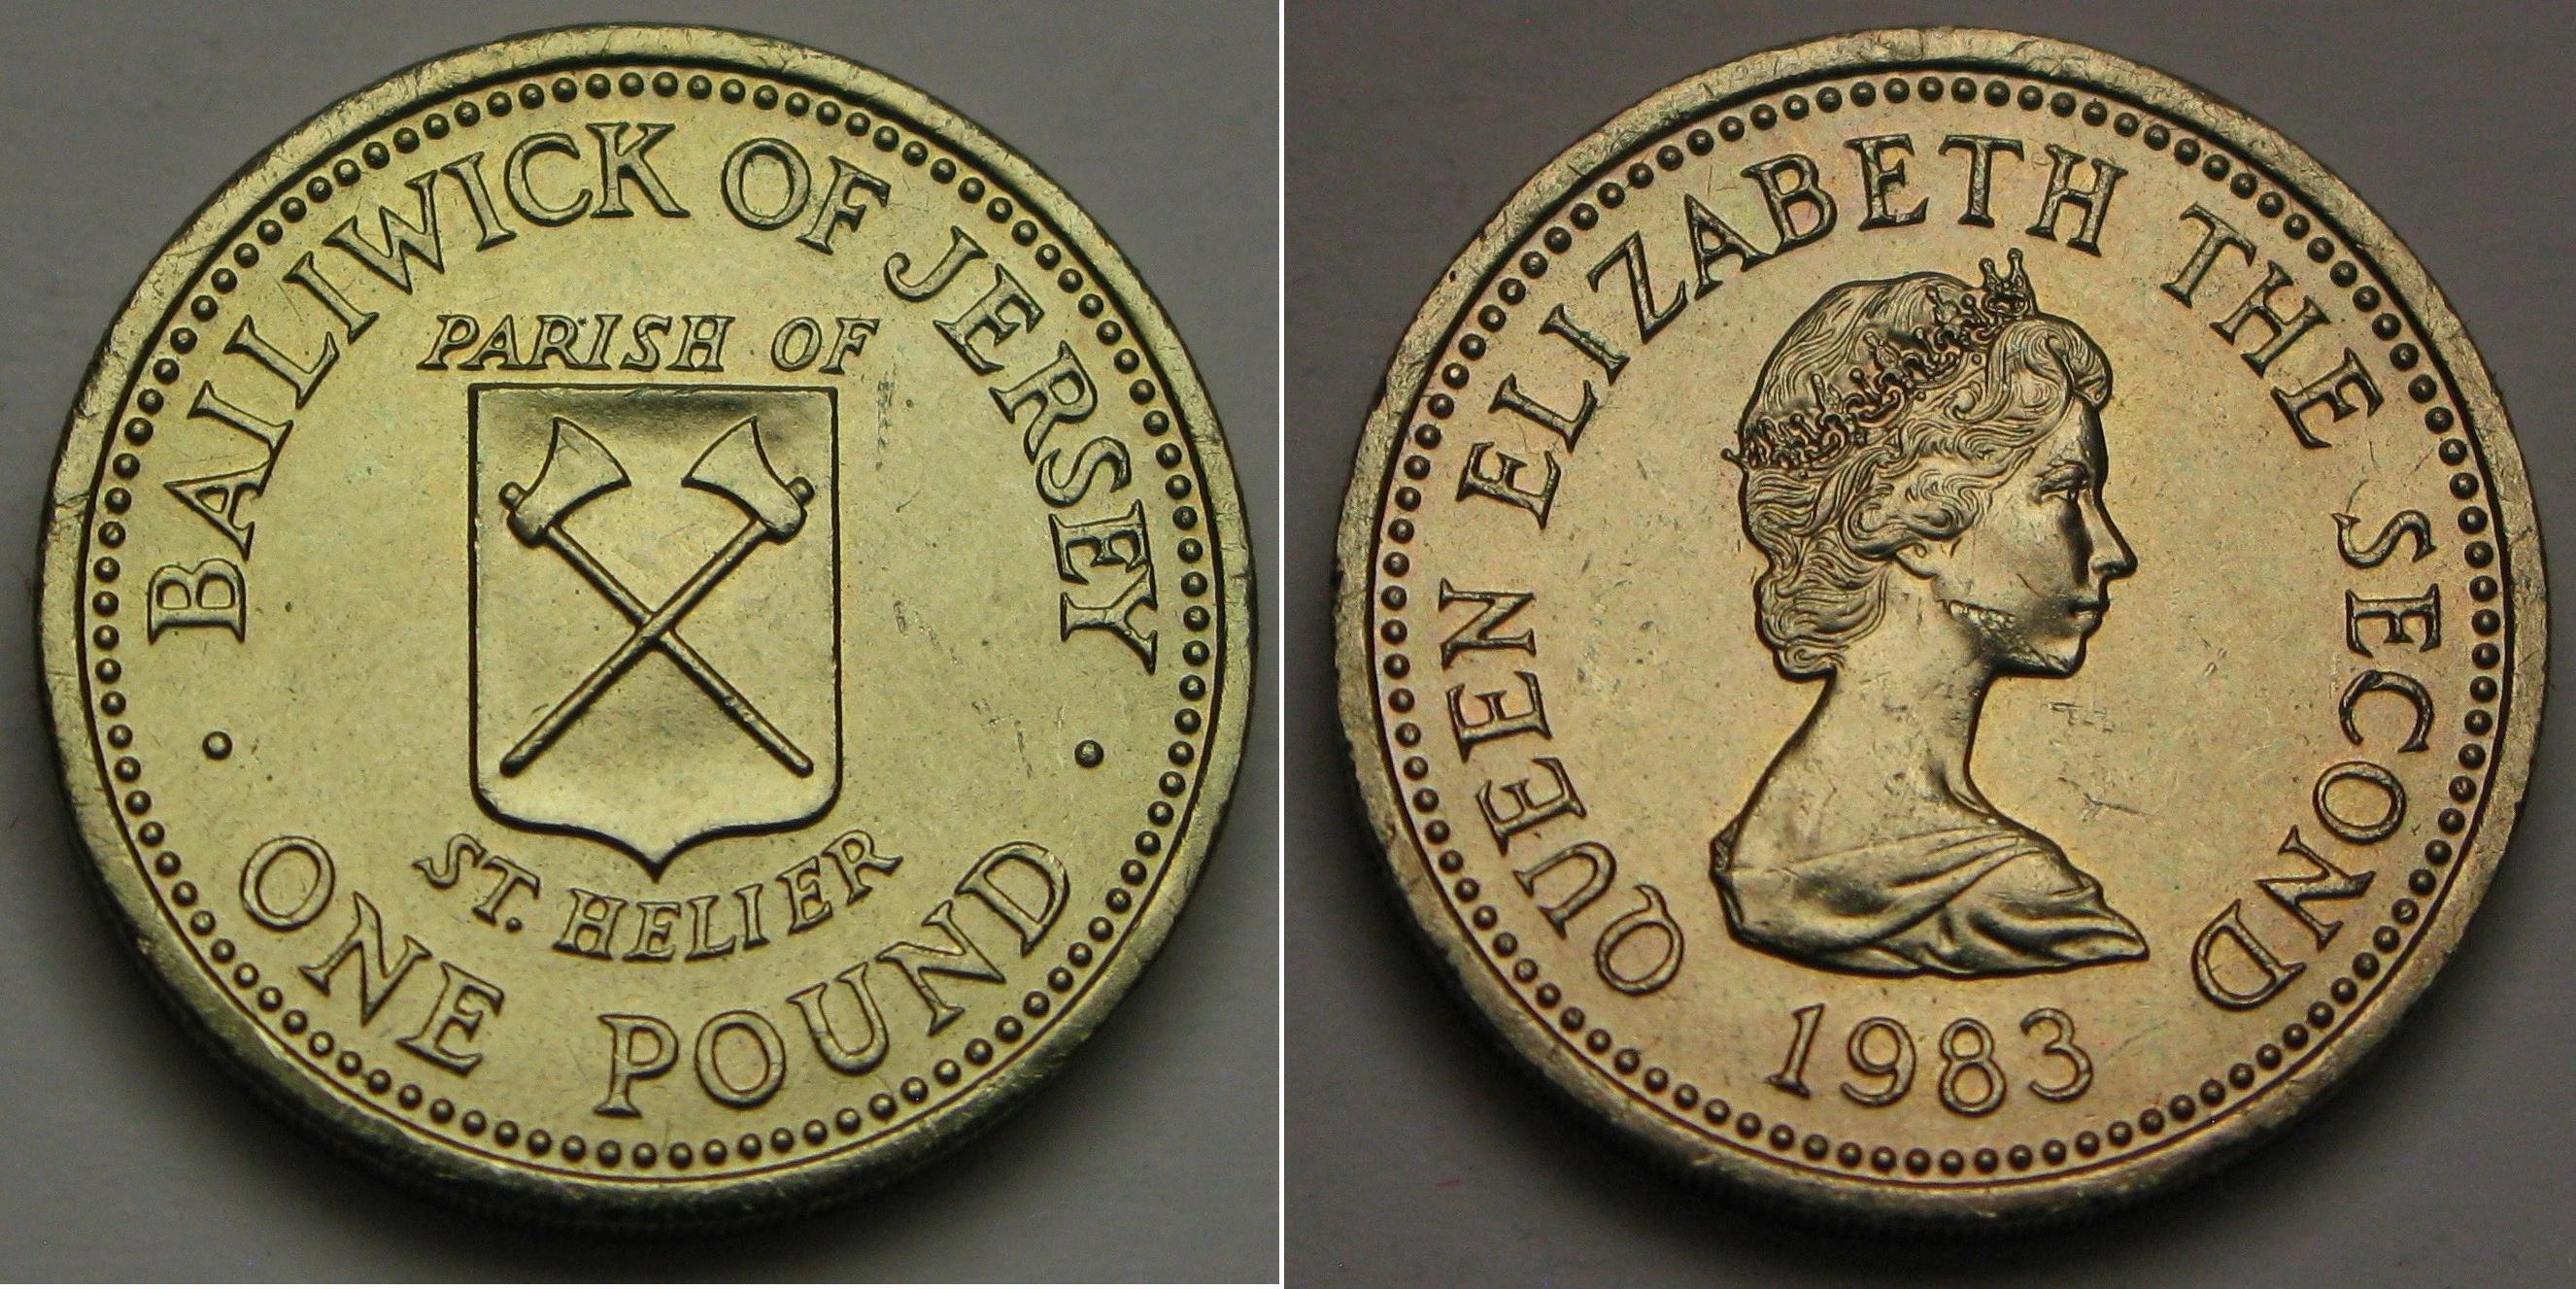 BAILIWICK OF JERSEY
PARISH OF
ST. HELIER
ONE POUND
QUEEN ELIZABETH THE SECOND
1983